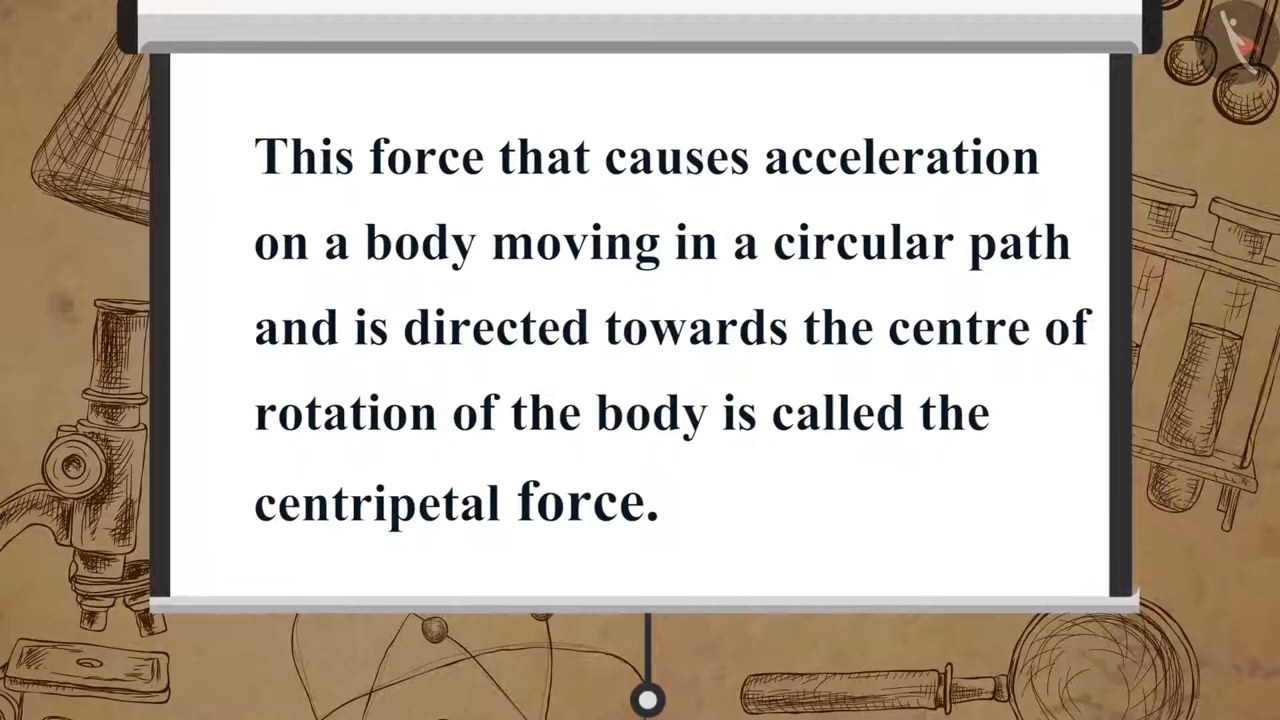 This force that causes acceleration
on a body moving in a circular path
and is directed towards the centre of
rotation of the body is called the
centripetal force.